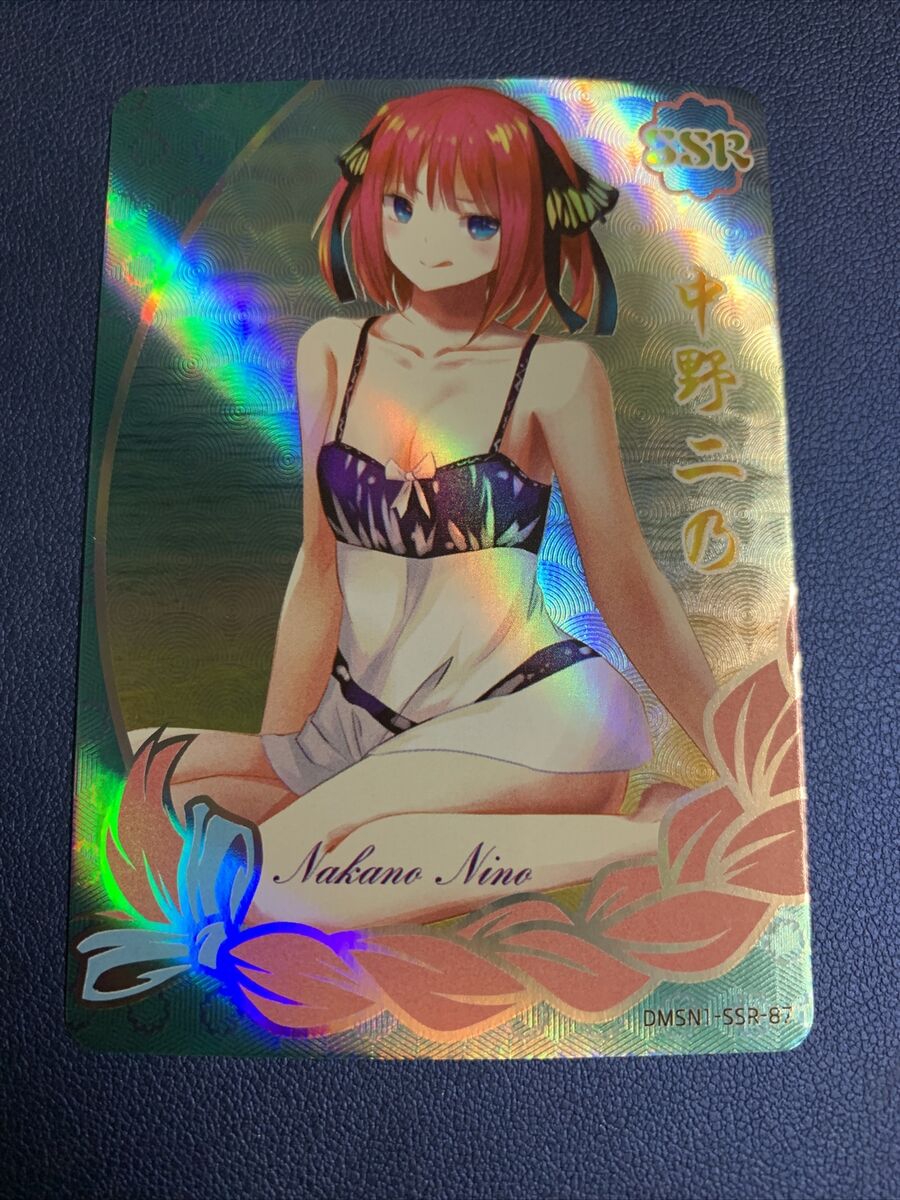 SSR
中野二乃
Nakano Nino
DMSN1-SSR-87